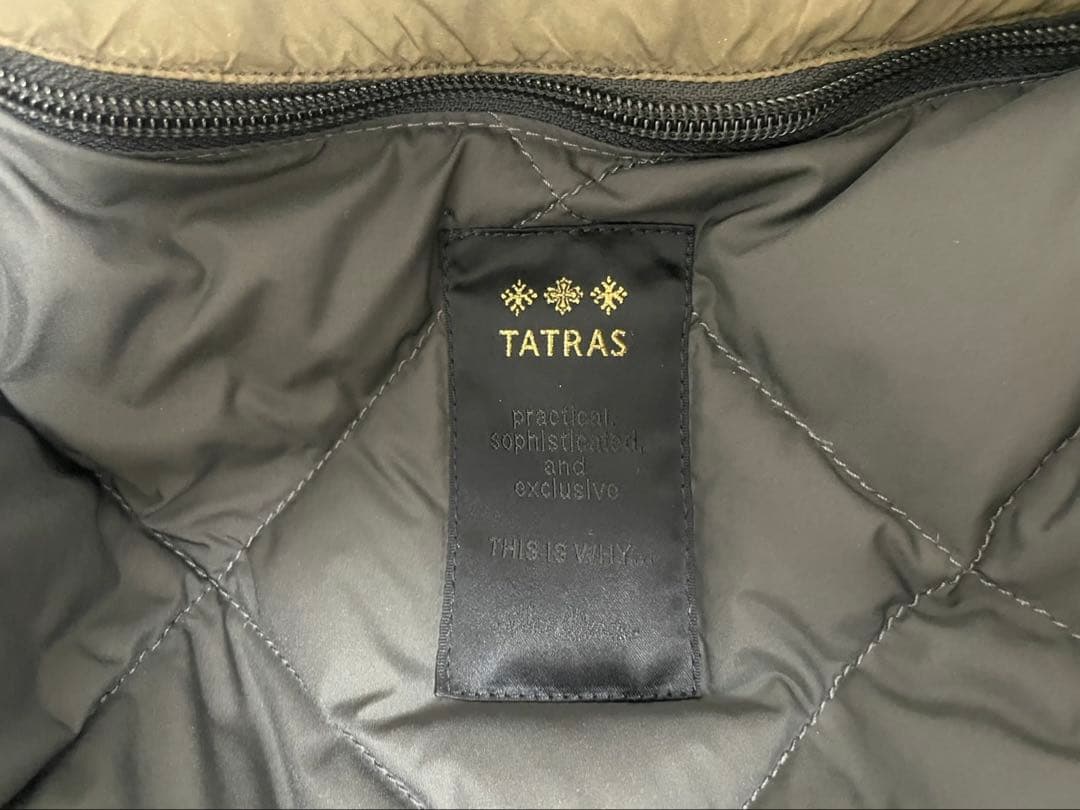 TATRAS
practical,
sophisticated,
and
exclusive
THIS IS WHY...